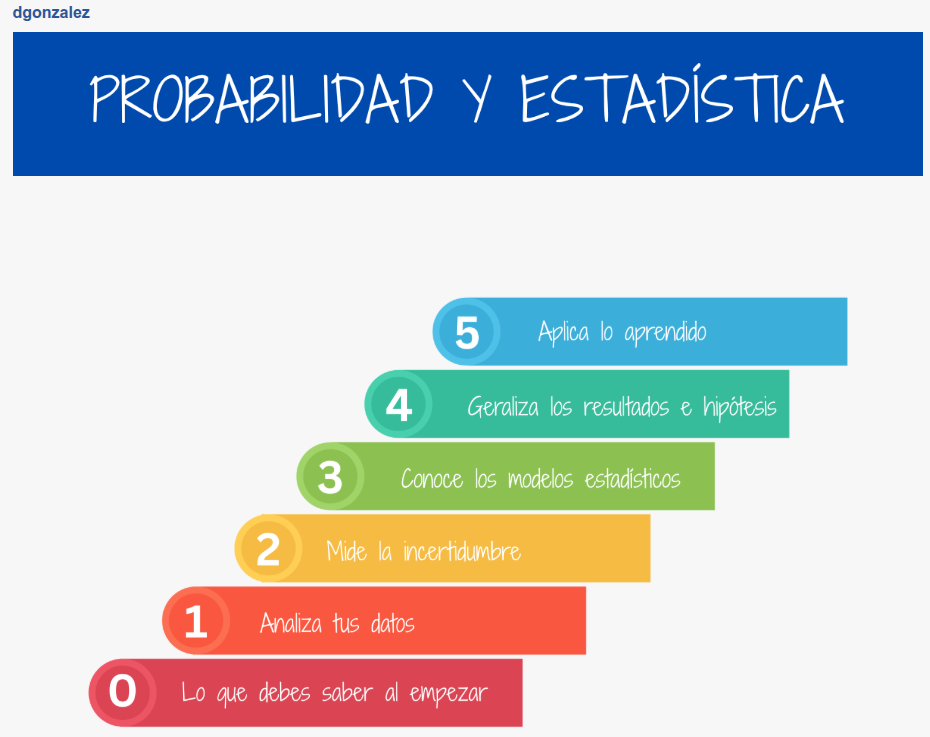 dgonzalez
PROBABILIDAD Y ESTADÍSTICA
5 Aplica lo aprendido
4 Geraliza los resultados e hipótesis
3 Conoce los modelos estadísticos
2 Mide la incertidumbre
1 Analiza tus datos
0 Lo que debes saber al empezar